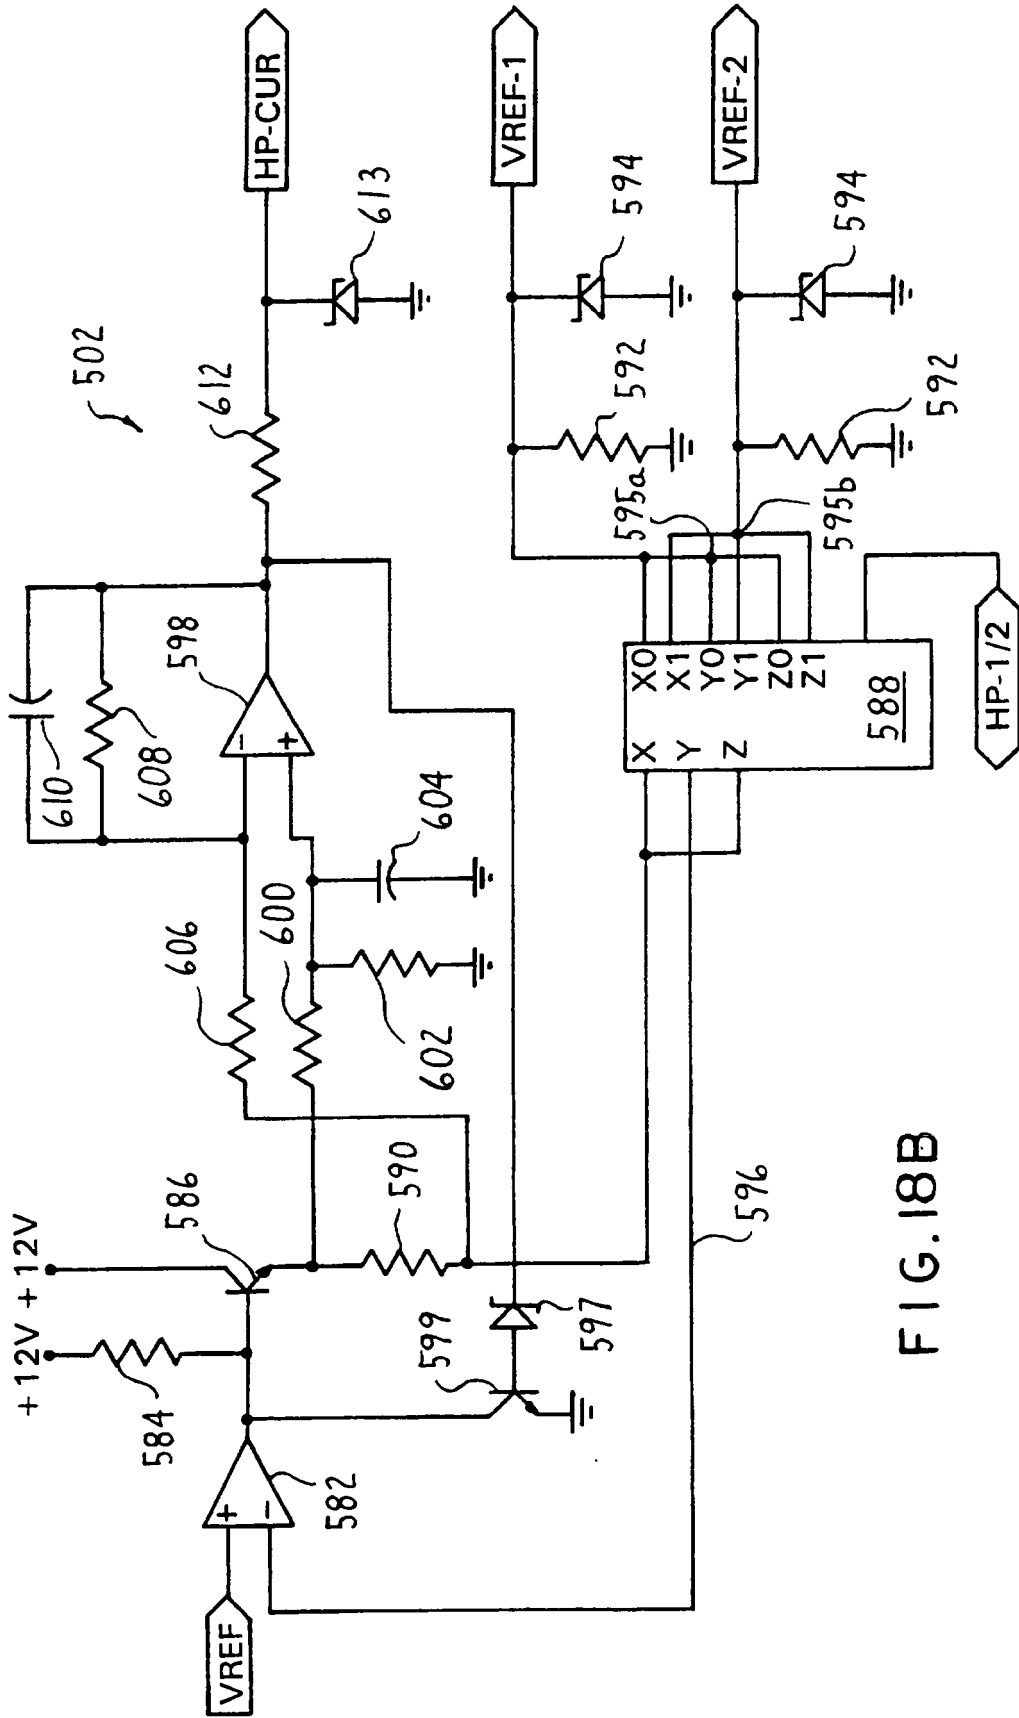 502
HP-CUR
613
612
610
608
598
606
600
604
602
+12V
+12V
586
584
590
582
VREF
599
597
596
VREF-1
594
592
595a
VREF-2
594
592
595b
X
Y
Z
X0
X1
Y0
Y1
Z0
Z1
588
HP-1/2
+
-
-
+
FIG.18B